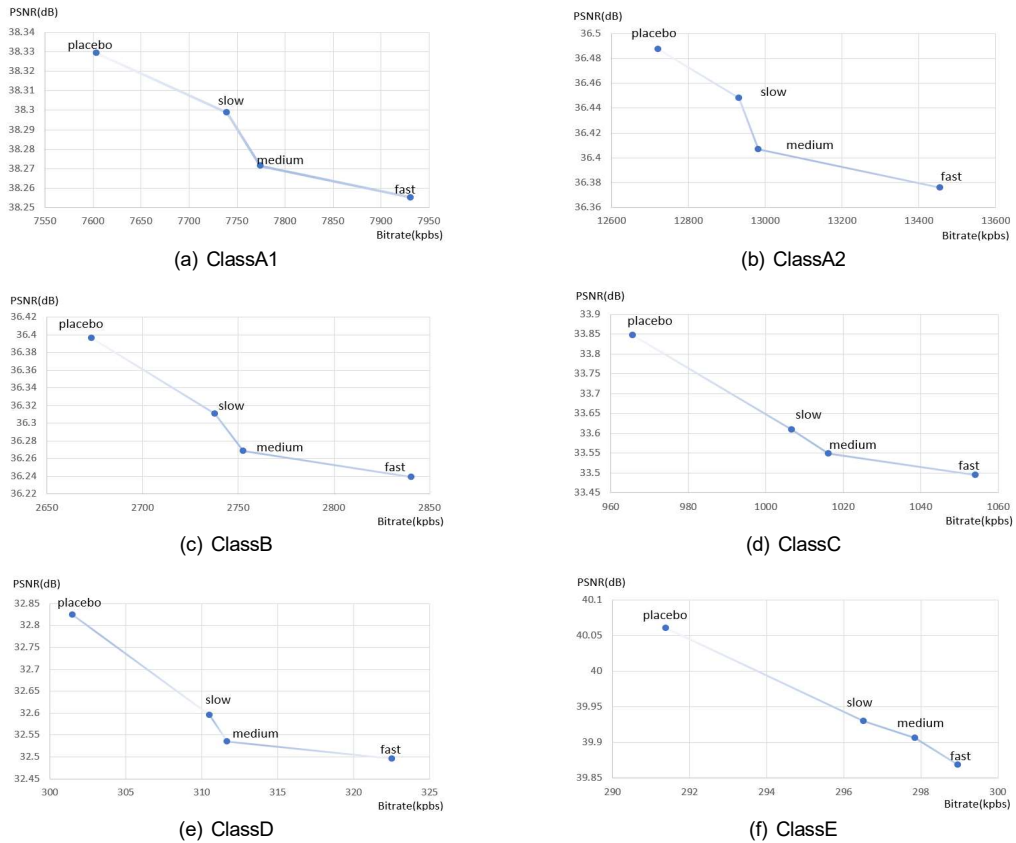 PSNR(dB)
38.34
38.33
38.32
38.31
38.3
38.29
38.28
38.27
38.26
38.25
placebo
slow
medium
fast
7550
7600
7650
7700
7750
7800
7850
7900
7950
Bitrate(kpbs)
(a) ClassA1
PSNR(dB)
36.5
36.48
36.46
36.44
36.42
36.4
36.38
36.36
placebo
slow
medium
fast
12600
12800
13000
13200
13400
13600
Bitrate(kpbs)
(b) ClassA2
PSNR(dB)
36.42
36.4
36.38
36.36
36.34
36.32
36.3
36.28
36.26
36.24
36.22
placebo
slow
medium
fast
2650
2700
2750
2800
2850
Bitrate(kpbs)
(c) ClassB
PSNR(dB)
33.9
33.85
33.8
33.75
33.7
33.65
33.6
33.55
33.5
33.45
placebo
slow
medium
fast
960
980
1000
1020
1040
1060
Bitrate(kpbs)
(d) ClassC
PSNR(dB)
32.85
32.8
32.75
32.7
32.65
32.6
32.55
32.5
32.45
placebo
slow
medium
fast
300
305
310
315
320
325
Bitrate(kpbs)
(e) ClassD
PSNR(dB)
40.1
40.05
40
39.95
39.9
39.85
placebo
slow
medium
fast
290
292
294
296
298
300
Bitrate(kpbs)
(f) ClassE